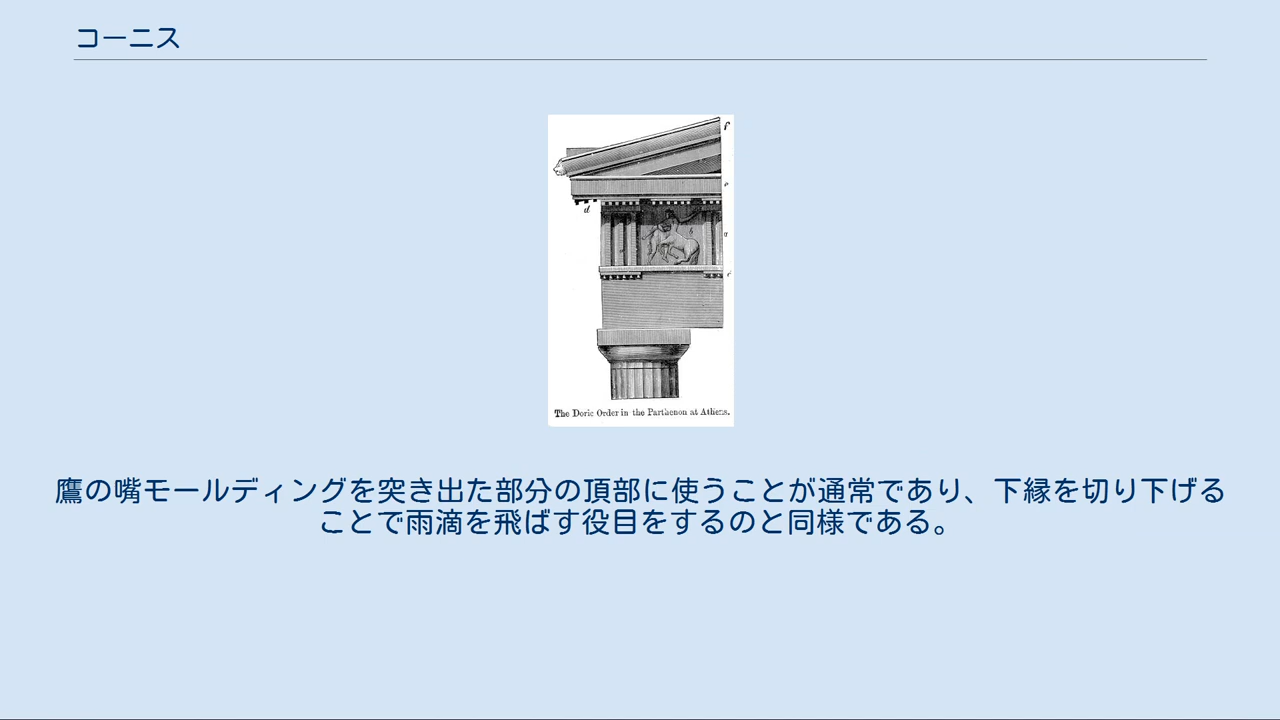 コーニス
f
e
d
b
a
c
The Doric Order in the Parthenon at Athens.
鷹の嘴モールディングを突き出た部分の頂部に使うことが通常であり、下縁を切り下げる
ことで雨滴を飛ばす役目をするのと同様である。